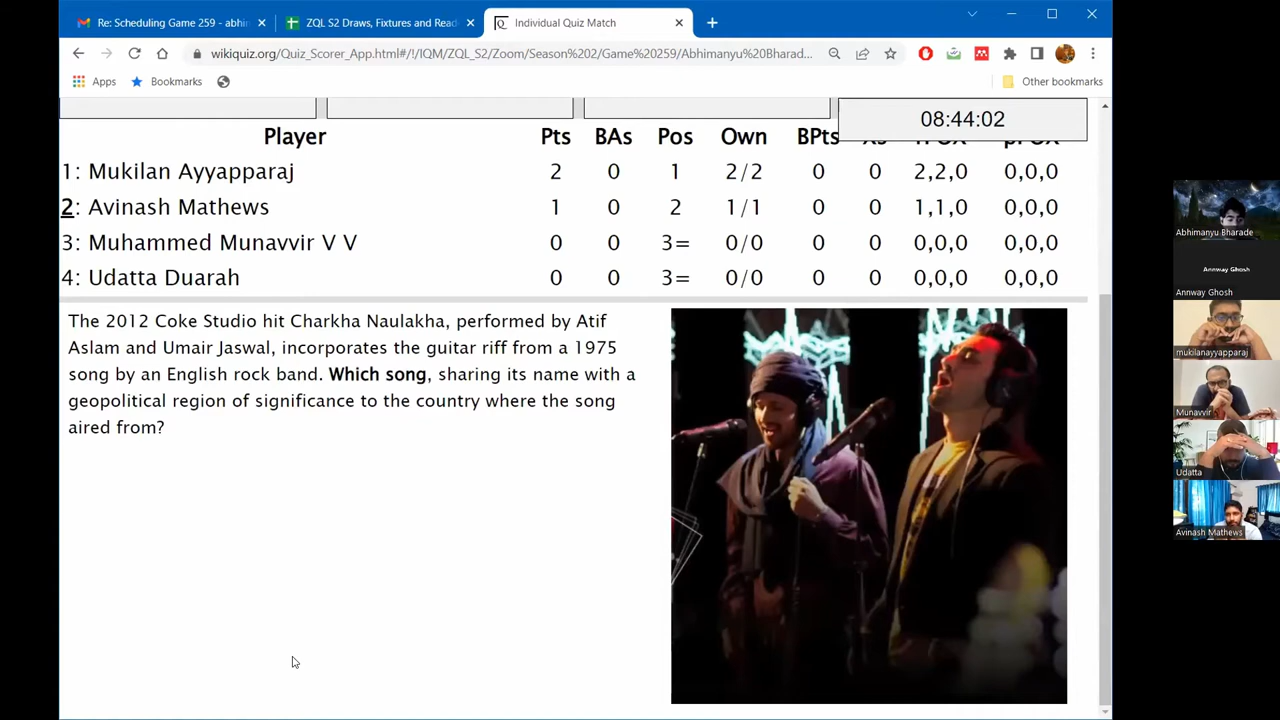 Re: Scheduling Game 259 - abhin
ZQL S2 Draws, Fixtures and Read
Individual Quiz Match
wikiquiz.org/Quiz_Scorer_App.html#/!/IQM/ZQL_S2/Zoom/Season%202/Game%20259/Abhimanyu%20Bharad...
Apps
Bookmarks
Other bookmarks
08:44:02
Player Pts BAs Pos Own BPts
1: Mukilan Ayyapparaj 2 0 1 2/2 0 0 2,2,0 0,0,0
2: Avinash Mathews 1 0 2 1/1 0 0 1,1,0 0,0,0
3: Muhammed Munavvir V V 0 0 3= 0/0 0 0 0,0,0 0,0,0
4: Udatta Duarah 0 0 3= 0/0 0 0 0,0,0 0,0,0
The 2012 Coke Studio hit Charkha Naulakha, performed by Atif
Aslam and Umair Jaswal, incorporates the guitar riff from a 1975
song by an English rock band. Which song, sharing its name with a
geopolitical region of significance to the country where the song
aired from?
Abhimanyu Bharade
Annway Ghosh
Annway Ghosh
mukilanayyapparaj
Munavvir
Udatta
Avinash Mathews